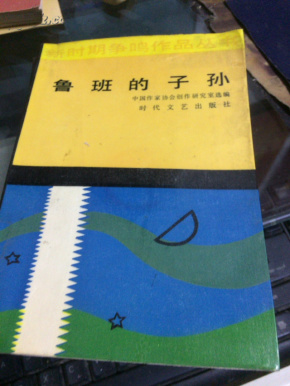 新时期争鸣作品丛书
鲁班的子孙
中国作家协会创作研究室选编
时代文艺出版社